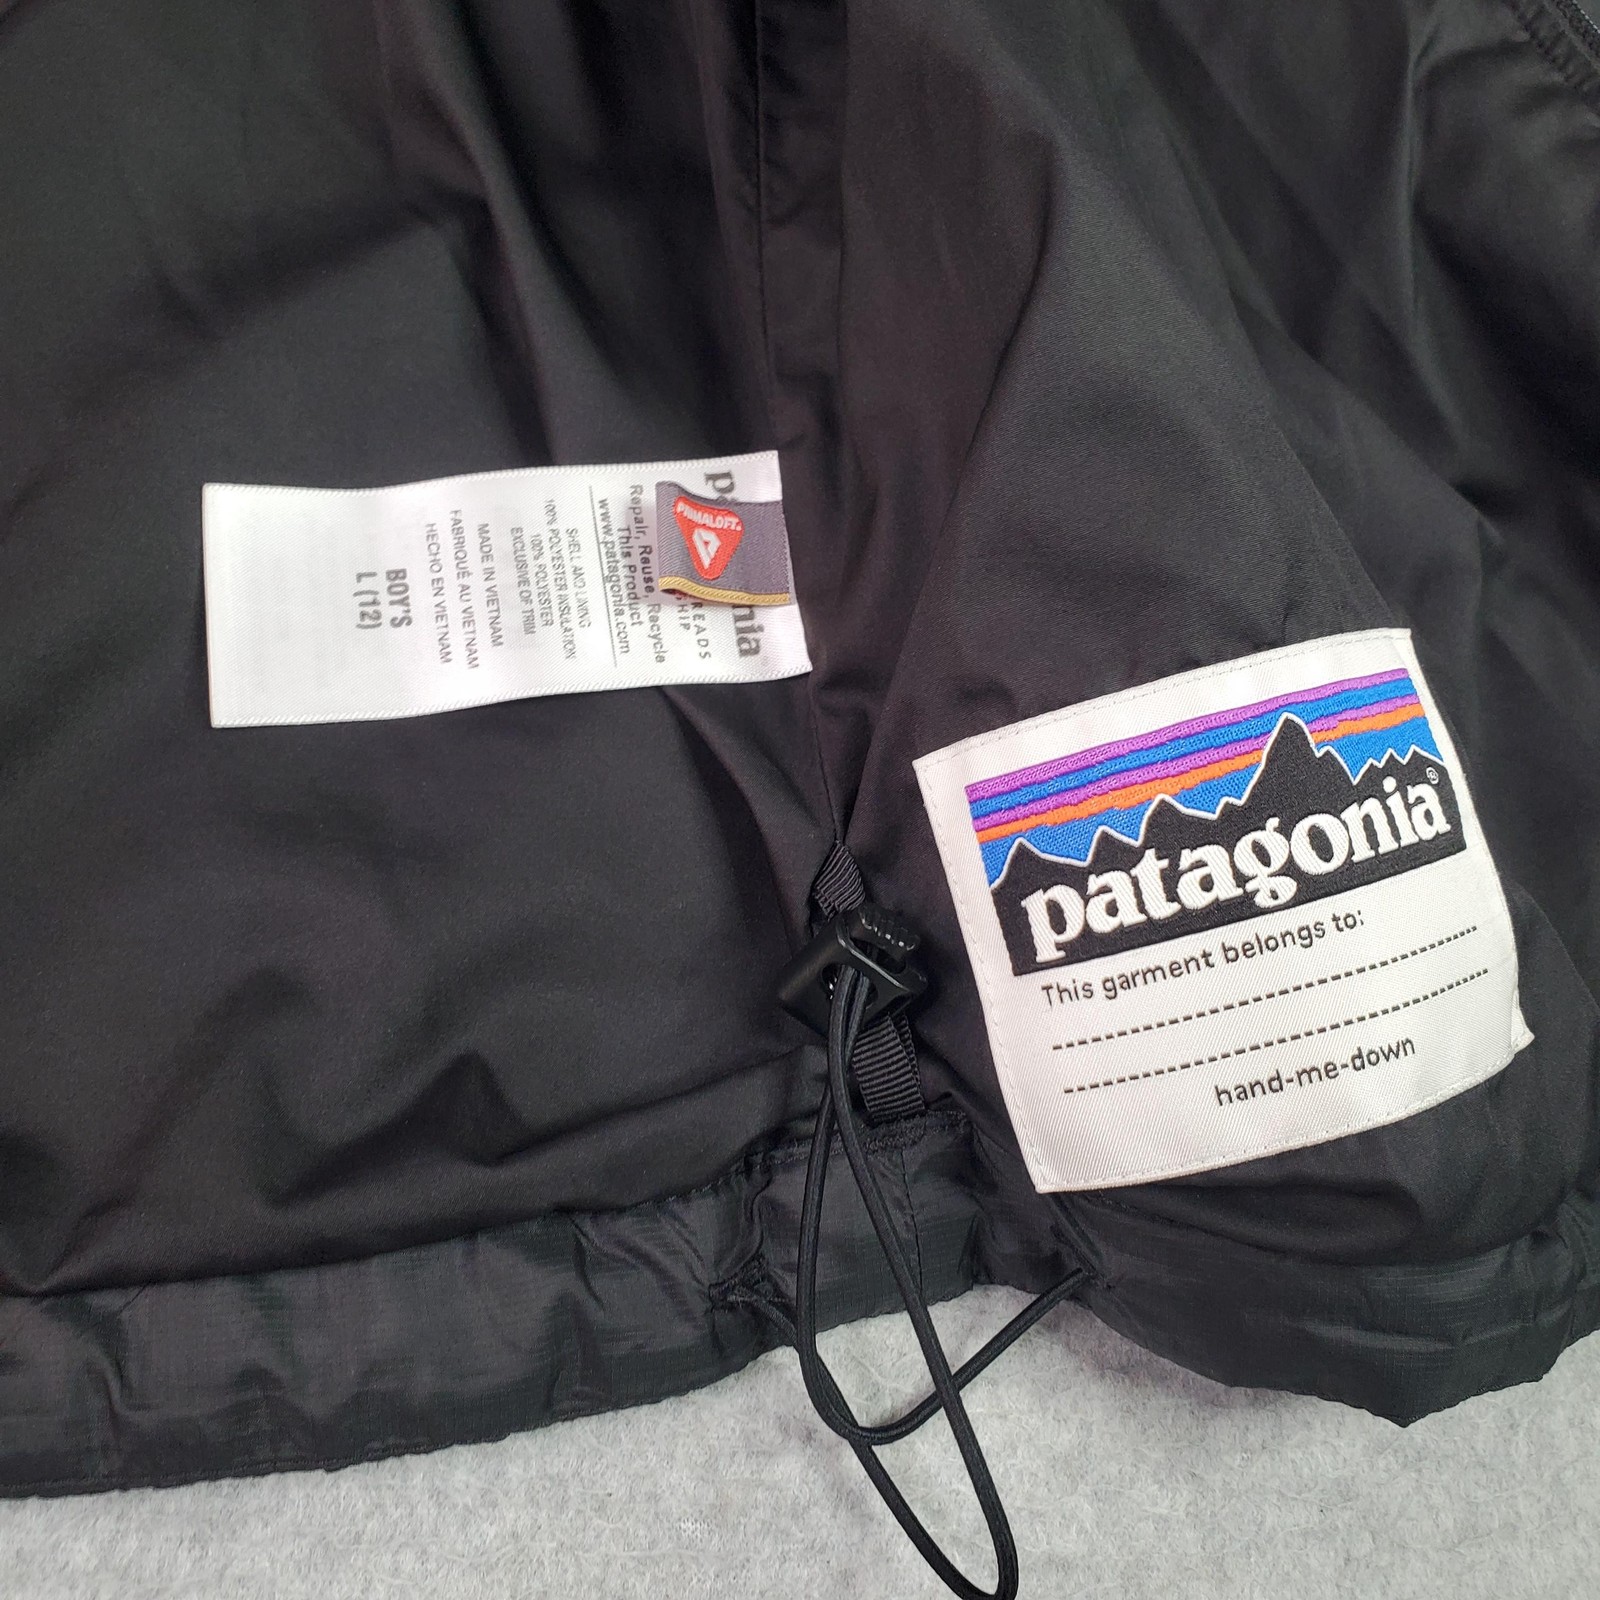 patagonia
This garment belongs to:
hand-me-down
PRIMALOFT®
Repair, Reuse, Recycle
This Product
www.patagonia.com
SHELL AND LINING
100% POLYESTER INSULATION
100% POLYESTER
EXCLUSIVE OF TRIM
MADE IN VIETNAM
FABRIQUÉ AU VIETNAM
HECHO EN VIETNAM
BOY'S
L (12)